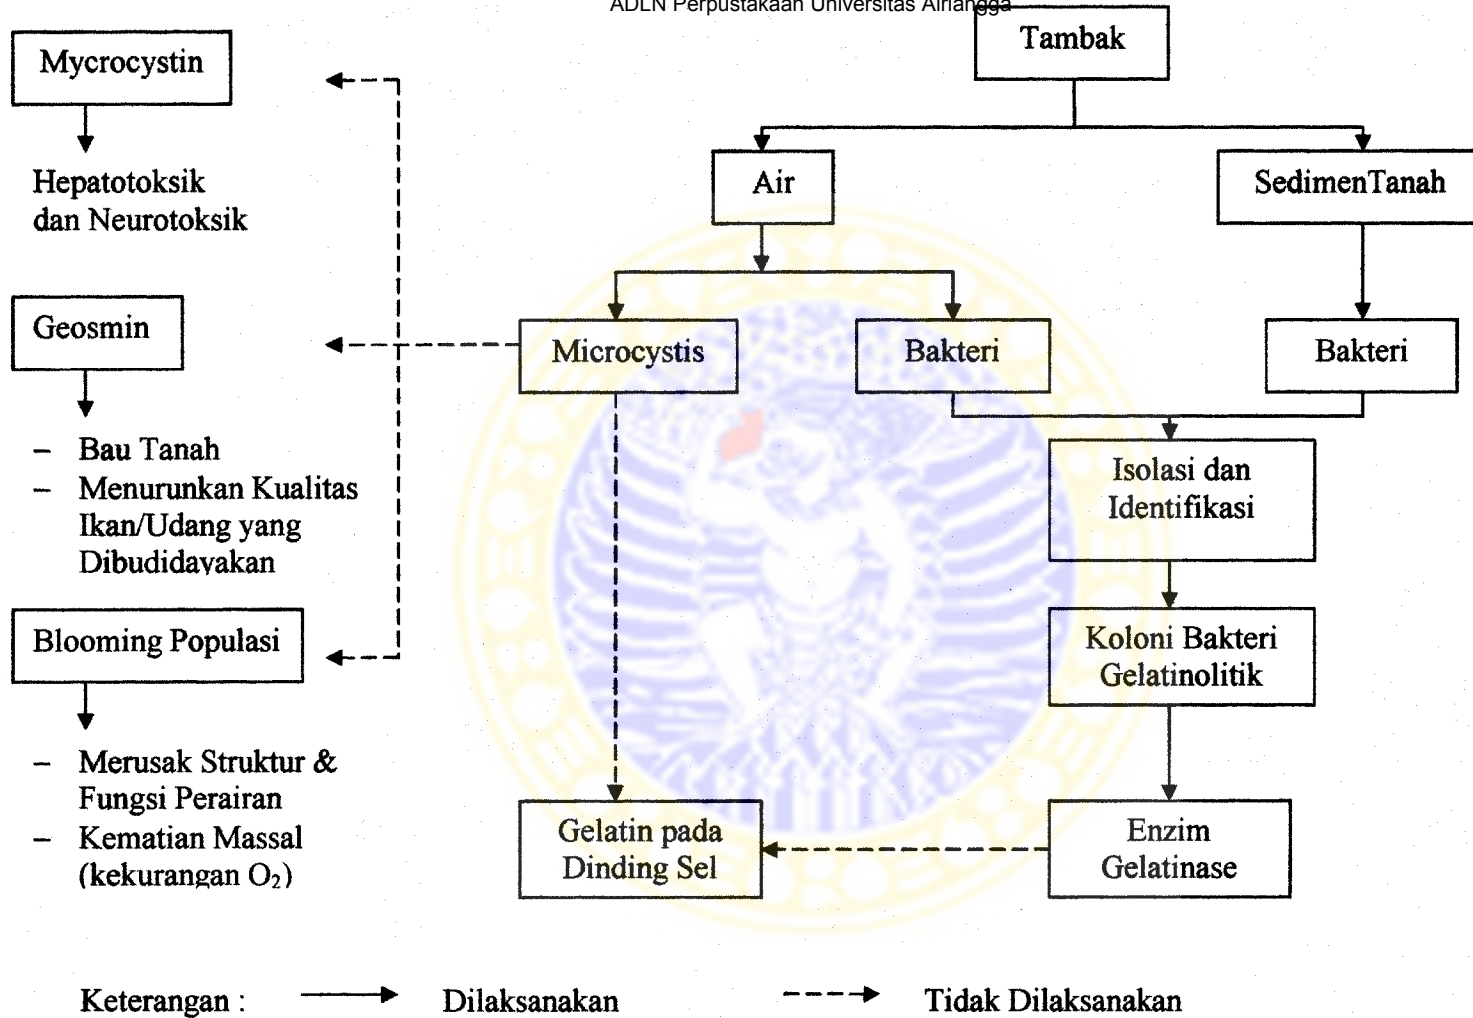 ADLN Perpustakaan Universitas Airlangga
Tambak
Mycrocystin
Hepatotoksik
dan Neurotoksik
Air
SedimenTanah
Geosmin
Microcystis
Bakteri
Bakteri
– Bau Tanah
– Menurunkan Kualitas
Ikan/Udang yang
Dibudidayakan
Isolasi dan
Identifikasi
Blooming Populasi
Koloni Bakteri
Gelatinolitik
– Merusak Struktur &
Fungsi Perairan
– Kematian Massal
(kekurangan O₂)
Gelatin pada
Dinding Sel
Enzim
Gelatinase
Keterangan : Dilaksanakan Tidak Dilaksanakan